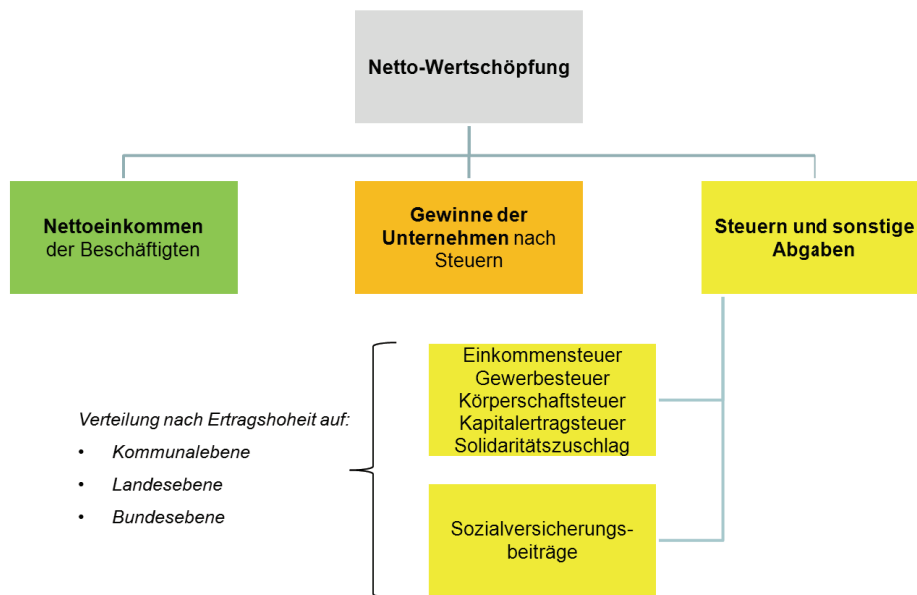 Netto-Wertschöpfung
Nettoeinkommen
der Beschäftigten
Gewinne der
Unternehmen nach
Steuern
Steuern und sonstige
Abgaben
Einkommensteuer
Gewerbesteuer
Körperschaftsteuer
Kapitalertragsteuer
Solidaritätszuschlag
Verteilung nach Ertragshoheit auf:
• Kommunalebene
• Landesebene
• Bundesebene
Sozialversicherungs-
beiträge